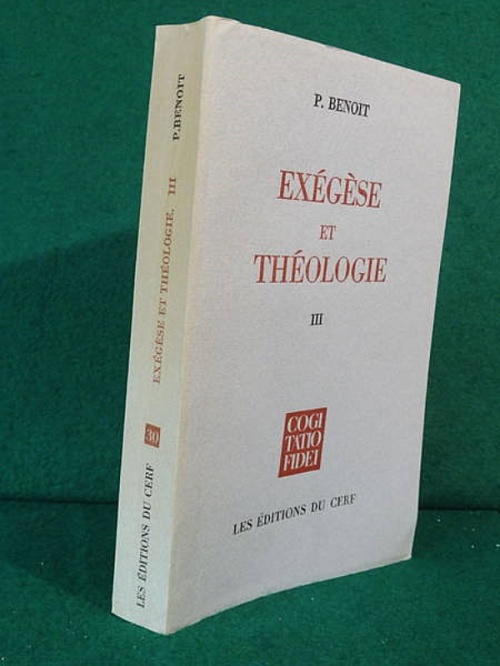 P. BENOIT
EXÉGÈSE
ET
THÉOLOGIE
III
COGI
TATIO
FIDEI
LES ÉDITIONS DU CERF
P. BENOIT
EXÉGÈSE ET THÉOLOGIE. III
30
LES ÉDITIONS DU CERF